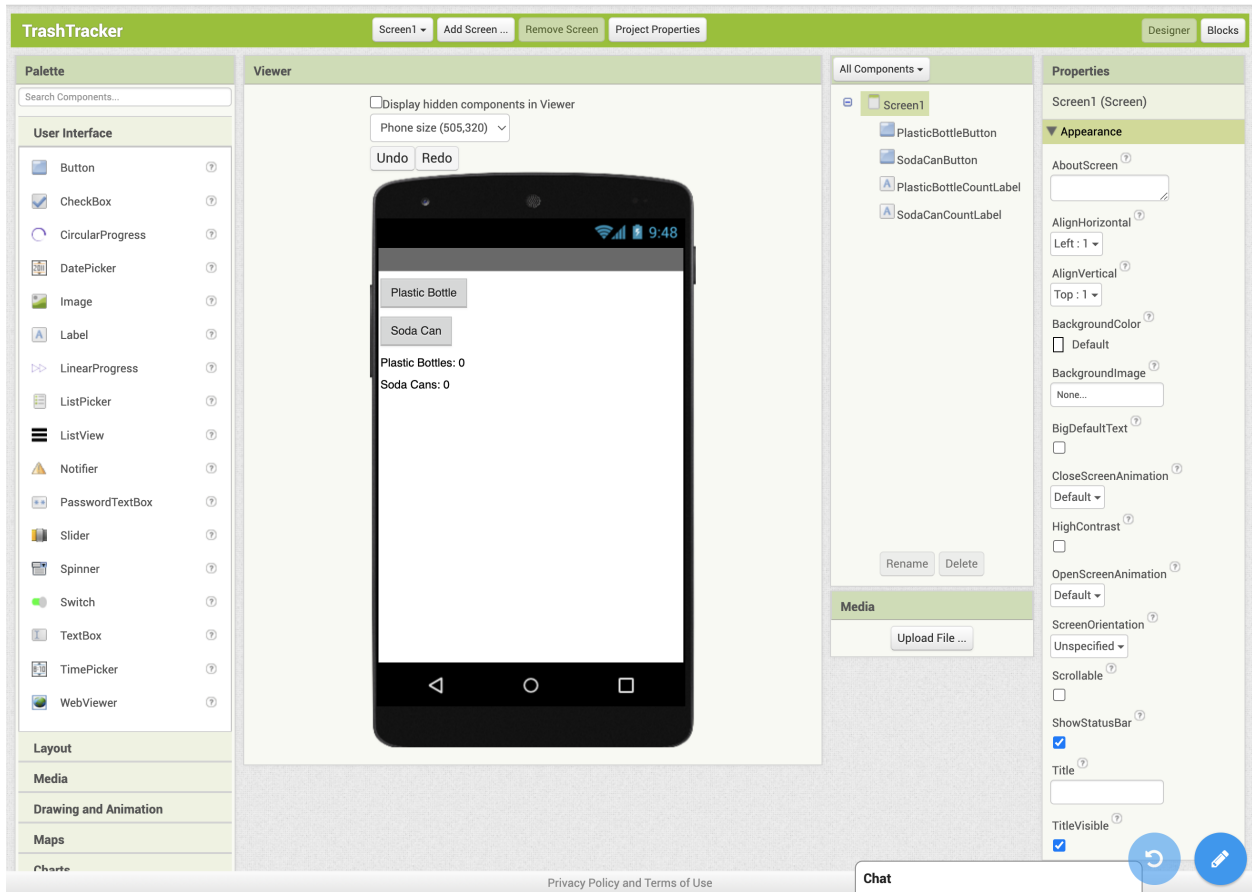 TrashTracker
Screen1
Add Screen ...
Remove Screen
Project Properties
Designer
Blocks
Palette
Search Components...
User Interface
Button
CheckBox
CircularProgress
DatePicker
Image
Label
LinearProgress
ListPicker
ListView
Notifier
PasswordTextBox
Slider
Spinner
Switch
TextBox
TimePicker
WebViewer
Layout
Media
Drawing and Animation
Maps
Charts
Viewer
Display hidden components in Viewer
Phone size (505,320)
Undo
Redo
9:48
Plastic Bottle
Soda Can
Plastic Bottles: 0
Soda Cans: 0
All Components
Screen1
PlasticBottleButton
SodaCanButton
A PlasticBottleCountLabel
A SodaCanCountLabel
Rename
Delete
Media
Upload File ...
Properties
Screen1 (Screen)
Appearance
AboutScreen
AlignHorizontal
Left : 1
AlignVertical
Top : 1
BackgroundColor
Default
BackgroundImage
None...
BigDefaultText
CloseScreenAnimation
Default
HighContrast
OpenScreenAnimation
Default
ScreenOrientation
Unspecified
Scrollable
ShowStatusBar
Title
TitleVisible
Privacy Policy and Terms of Use
Chat